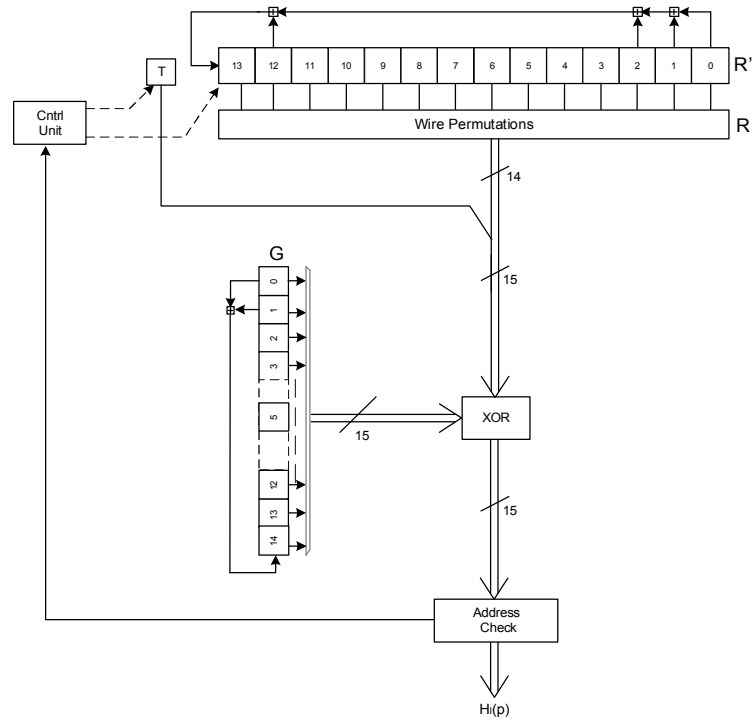 13 12 11 10 9 8 7 6 5 4 3 2 1 0 R'
T
Cntrl
Unit
Wire Permutations R
14
15
G
0
1
2
3
5
12
13
14
15
XOR
15
Address
Check
Hl(p)